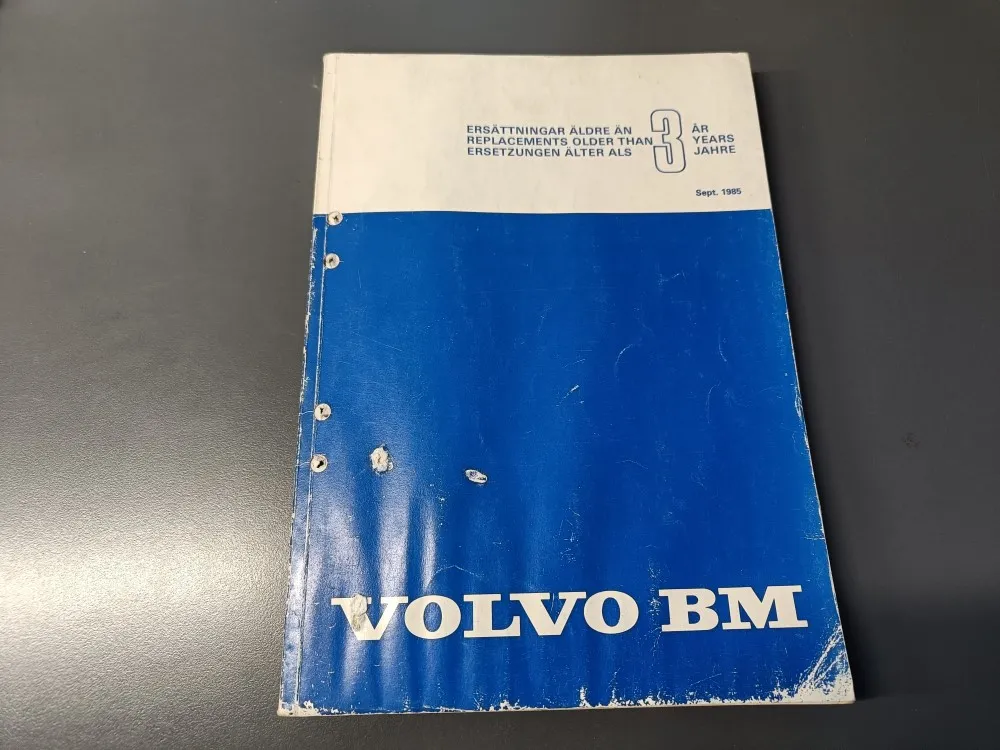 ERSÄTTNINGAR ÄLDRE ÄN 3 ÅR
REPLACEMENTS OLDER THAN YEARS
ERSETZUNGEN ÄLTER ALS JAHRE
Sept. 1985
VOLVO BM